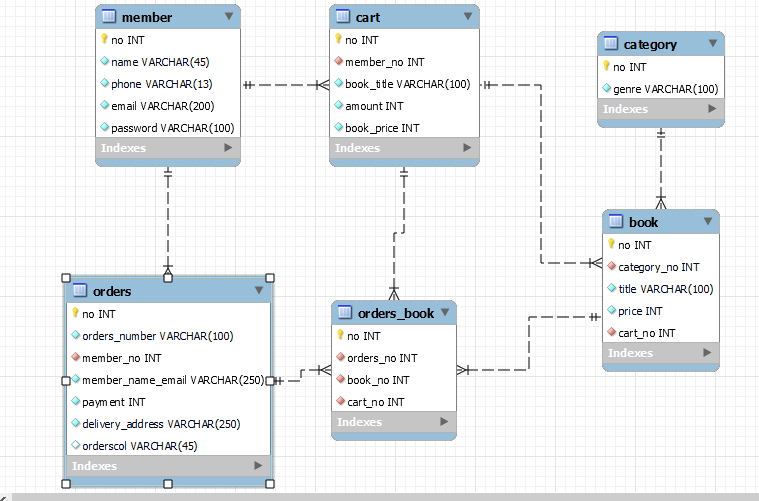 member
no INT
name VARCHAR(45)
phone VARCHAR(13)
email VARCHAR(200)
password VARCHAR(100)
Indexes
cart
no INT
member_no INT
book_title VARCHAR(100)
amount INT
book_price INT
Indexes
category
no INT
genre VARCHAR(100)
Indexes
book
no INT
category_no INT
title VARCHAR(100)
price INT
cart_no INT
Indexes
orders
no INT
orders_number VARCHAR(100)
member_no INT
member_name_email VARCHAR(250)
payment INT
delivery_address VARCHAR(250)
orderscol VARCHAR(45)
Indexes
orders_book
no INT
orders_no INT
book_no INT
cart_no INT
Indexes